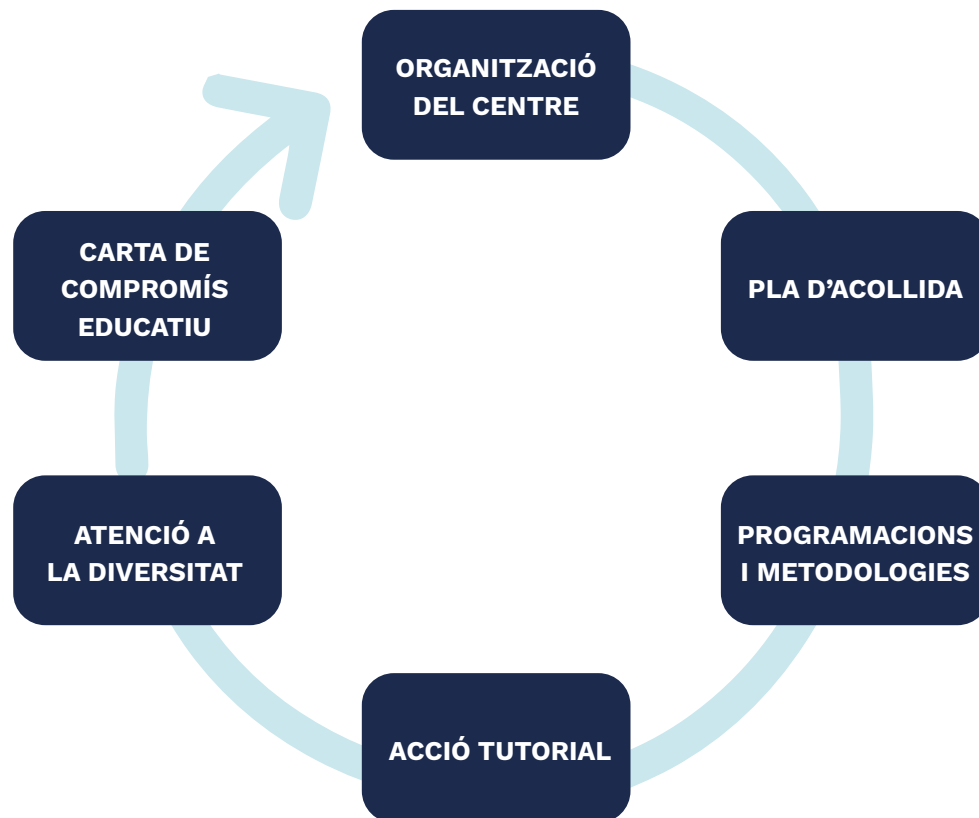 ORGANITZACIÓ
DEL CENTRE
PLA D’ACOLLIDA
PROGRAMACIONS
I METODOLOGIES
ACCIÓ TUTORIAL
ATENCIÓ A
LA DIVERSITAT
CARTA DE
COMPROMÍS
EDUCATIU